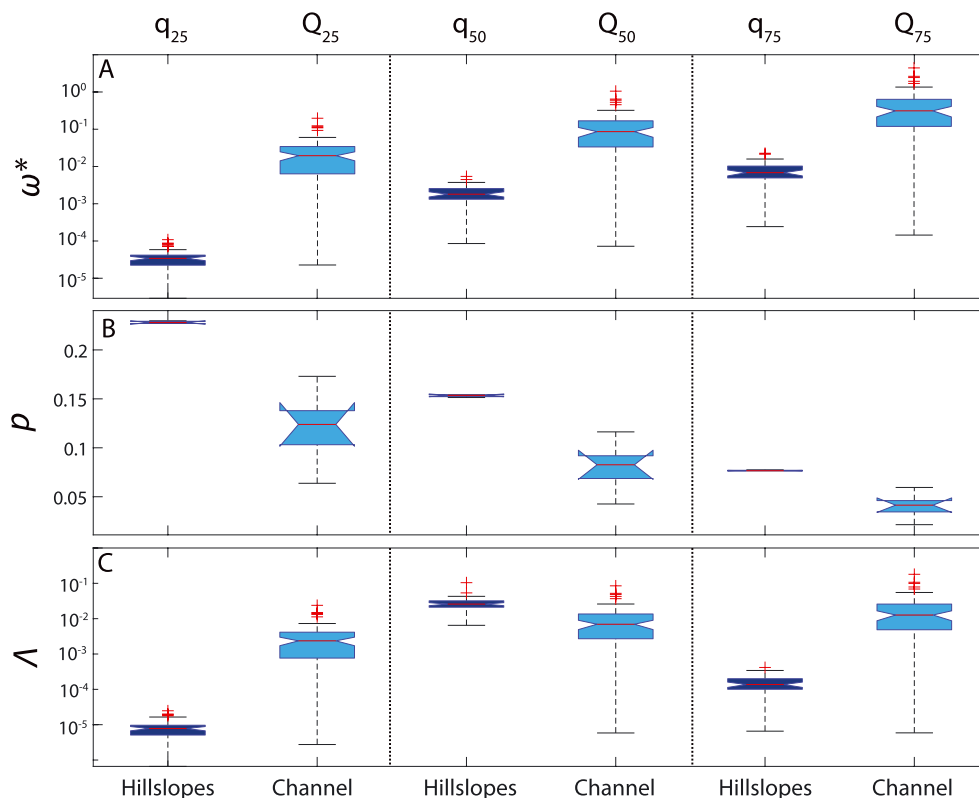 q25 Q25 q50 Q50 q75 Q75
A
10^0
10^-1
10^-2
10^-3
10^-4
10^-5
ω*
B
0.2
0.15
0.1
0.05
p
C
10^-1
10^-2
10^-3
10^-4
10^-5
Λ
Hillslopes Channel Hillslopes Channel Hillslopes Channel